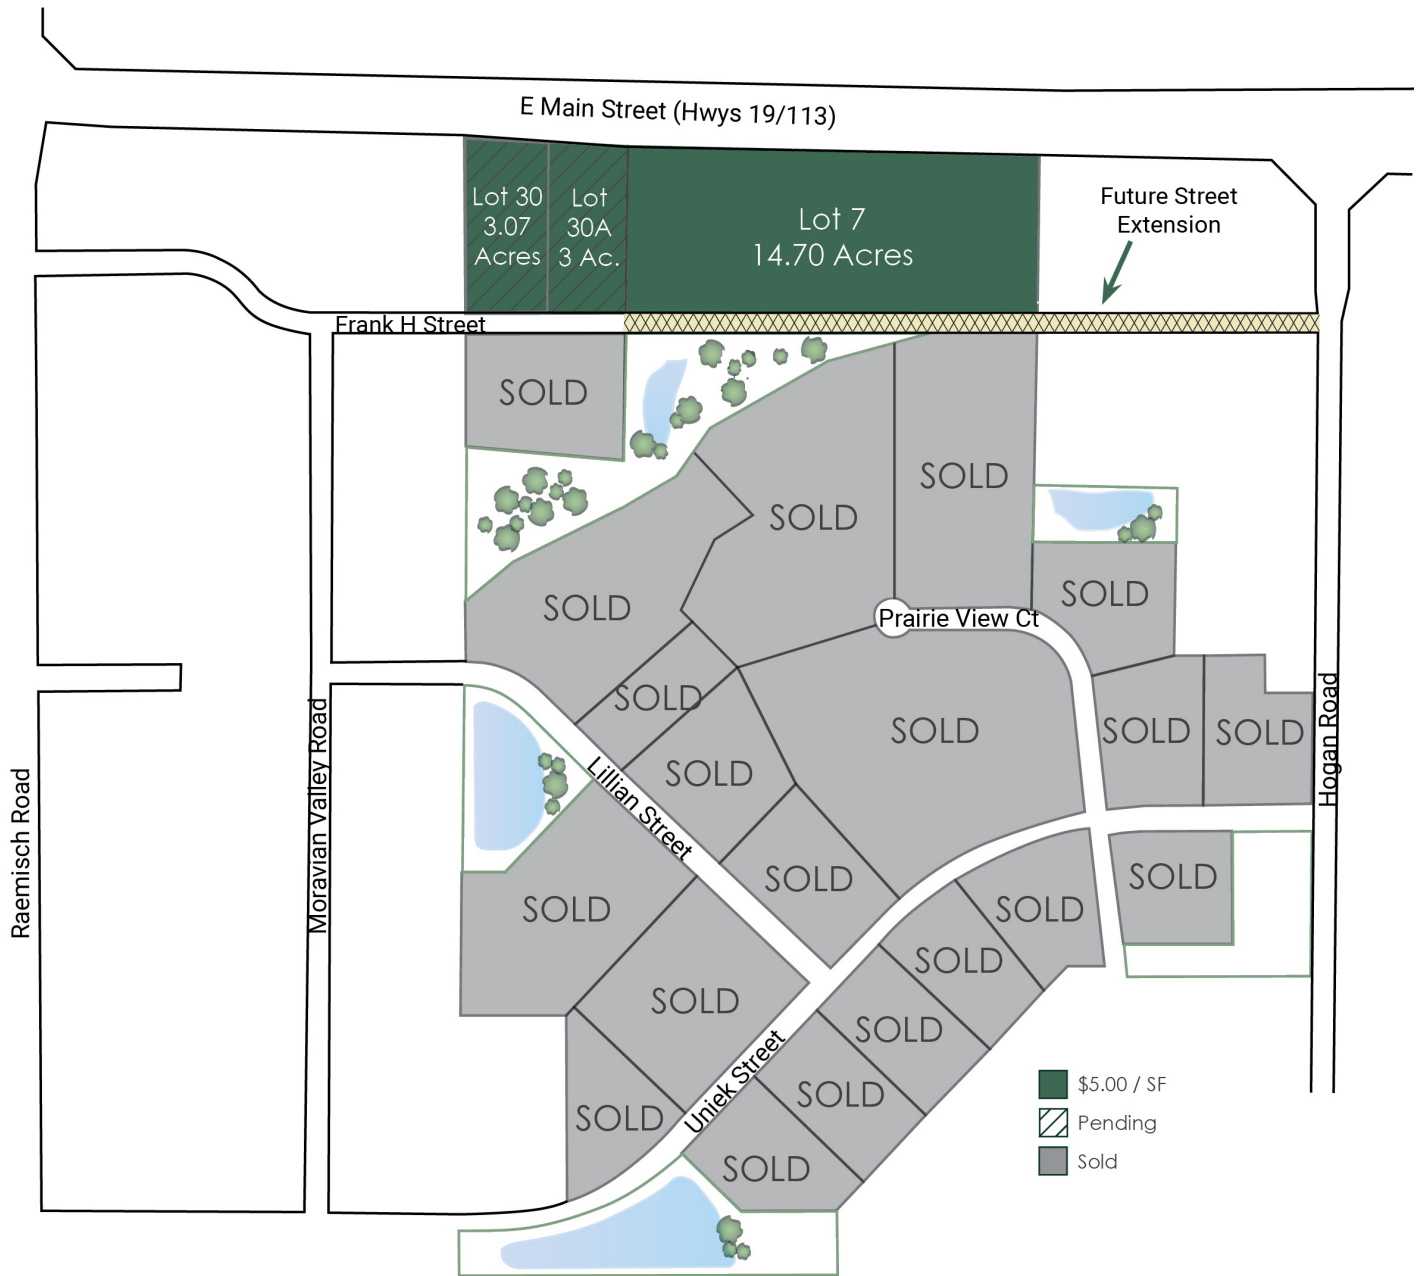 E Main Street (Hwys 19/113)
Lot 30
3.07
Acres
Lot
30A
3 Ac.
Lot 7
14.70 Acres
Future Street
Extension
Frank H Street
SOLD
SOLD
SOLD
SOLD
SOLD
Prairie View Ct
SOLD
SOLD
SOLD
SOLD
SOLD
Raemisch Road
Moravian Valley Road
Lillian Street
Hogan Road
SOLD
SOLD
SOLD
SOLD
SOLD
SOLD
SOLD
SOLD
SOLD
SOLD
Uniek Street
SOLD
$5.00 / SF
Pending
Sold